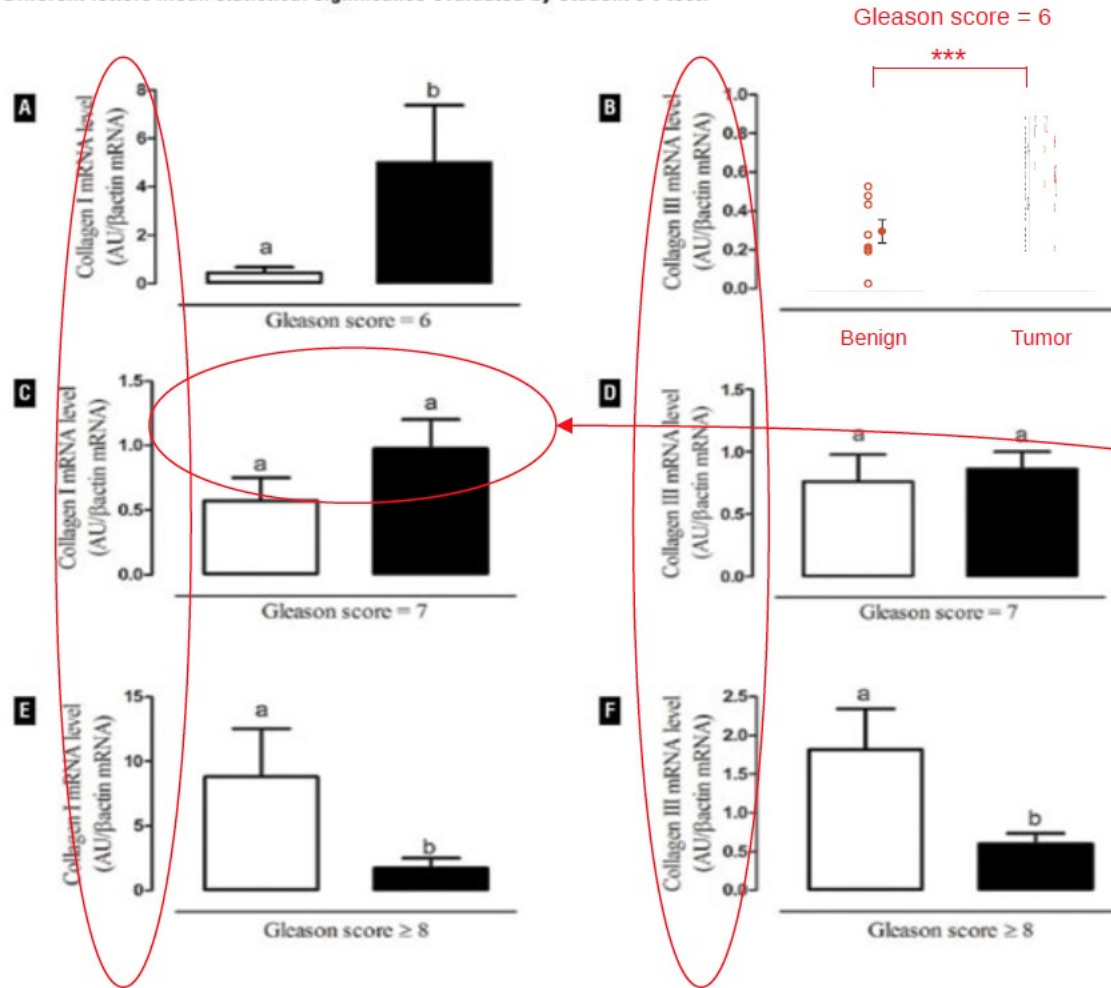 Gleason score = 6
***
A
Collagen I mRNA level
(AU/βactin mRNA)
8
6
4
2
0
a
b
Gleason score = 6
B
Collagen III mRNA level
(AU/βactin mRNA)
1.0
0.8
0.6
0.4
0.2
0.0
Benign
Tumor
C
Collagen I mRNA level
(AU/βactin mRNA)
1.5
1.0
0.5
0.0
a
a
Gleason score = 7
D
Collagen III mRNA level
(AU/βactin mRNA)
1.5
1.0
0.5
0.0
a
a
Gleason score = 7
E
Collagen I mRNA level
(AU/βactin mRNA)
15
10
5
0
a
b
Gleason score ≥ 8
F
Collagen III mRNA level
(AU/βactin mRNA)
2.5
2.0
1.5
1.0
0.5
0.0
a
b
Gleason score ≥ 8